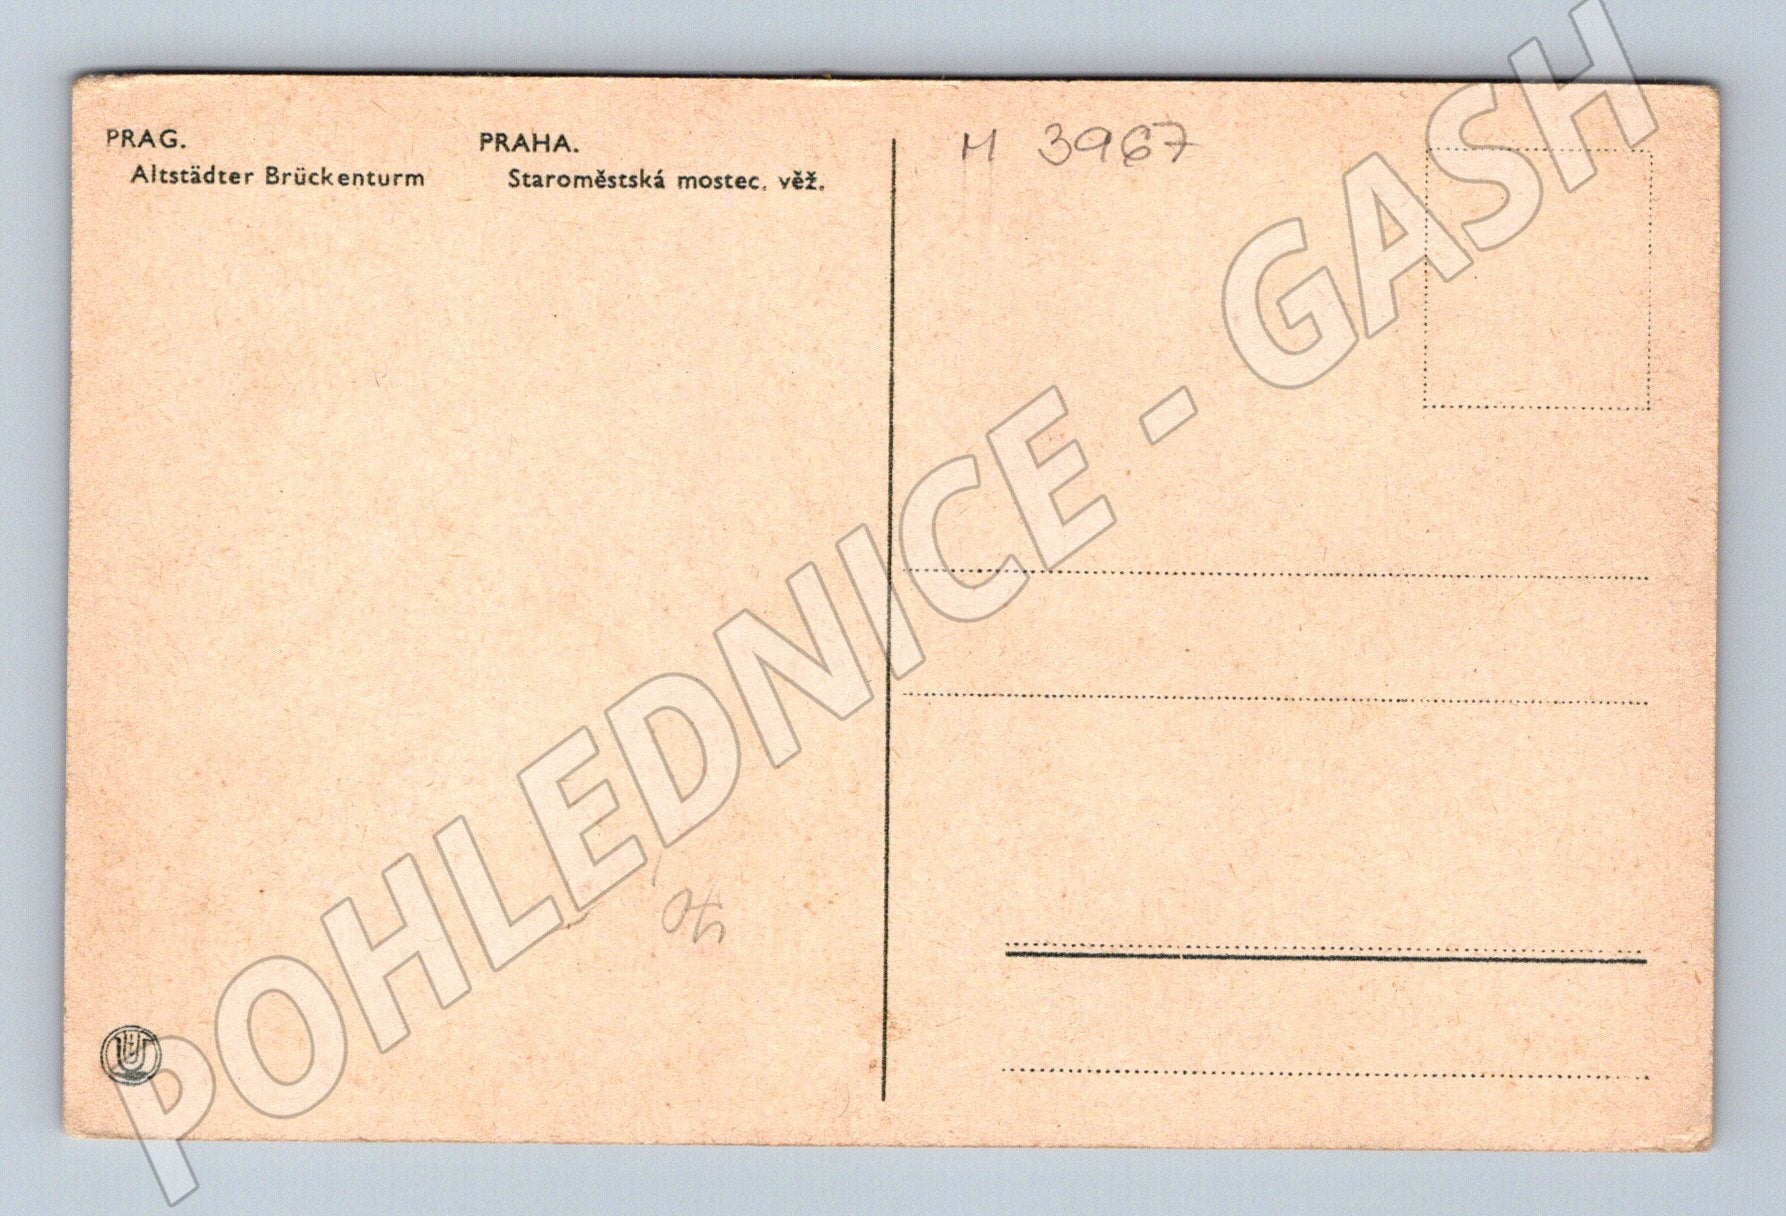 PRAG.
Altstädter Brückenturm
PRAHA.
Staroměstská mostec. věž.
M 3967
POHLEDNICE - GASH